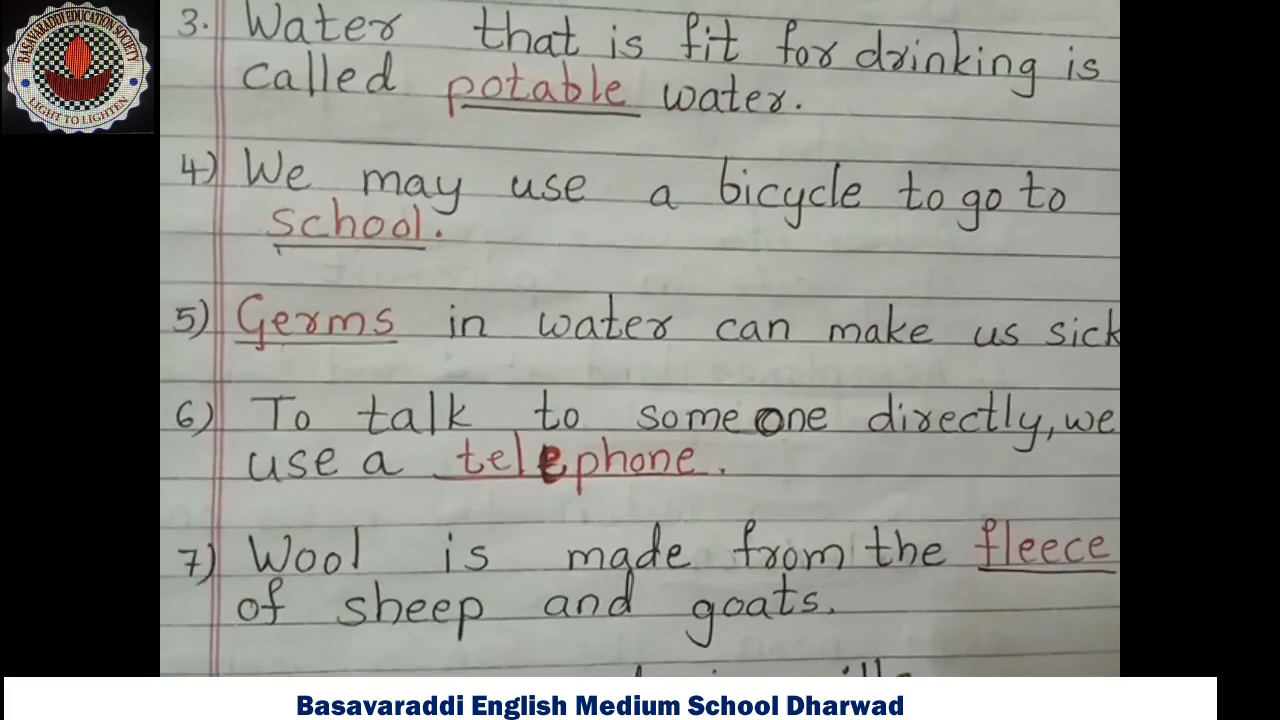 BASAVARADDI EDUCATION SOCIETY
LIGHT TO LIGHTEN
3. Water that is fit for drinking is
called potable water.
4) We may use a bicycle to go to
school.
5) Germs in water can make us sick
6) To talk to someone directly, we
use a telephone.
7) Wool is made from the fleece
of sheep and goats.
Basavaraddi English Medium School Dharwad